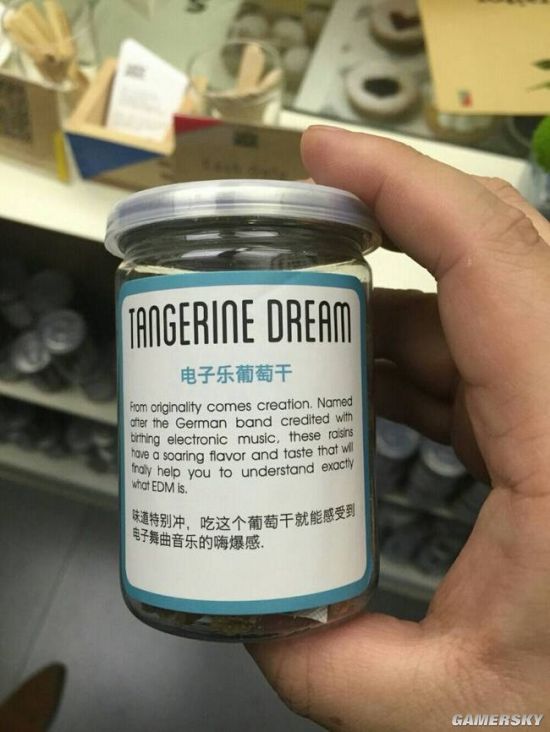 TANGERINE DREAM
电子乐葡萄干
From originality comes creation. Named
after the German band credited with
birthing electronic music, these raisins
have a soaring flavor and taste that will
finally help you to understand exactly
what EDM is.
味道特别冲，吃这个葡萄干就能感受到
电子舞曲音乐的嗨爆感.
GAMERSKY